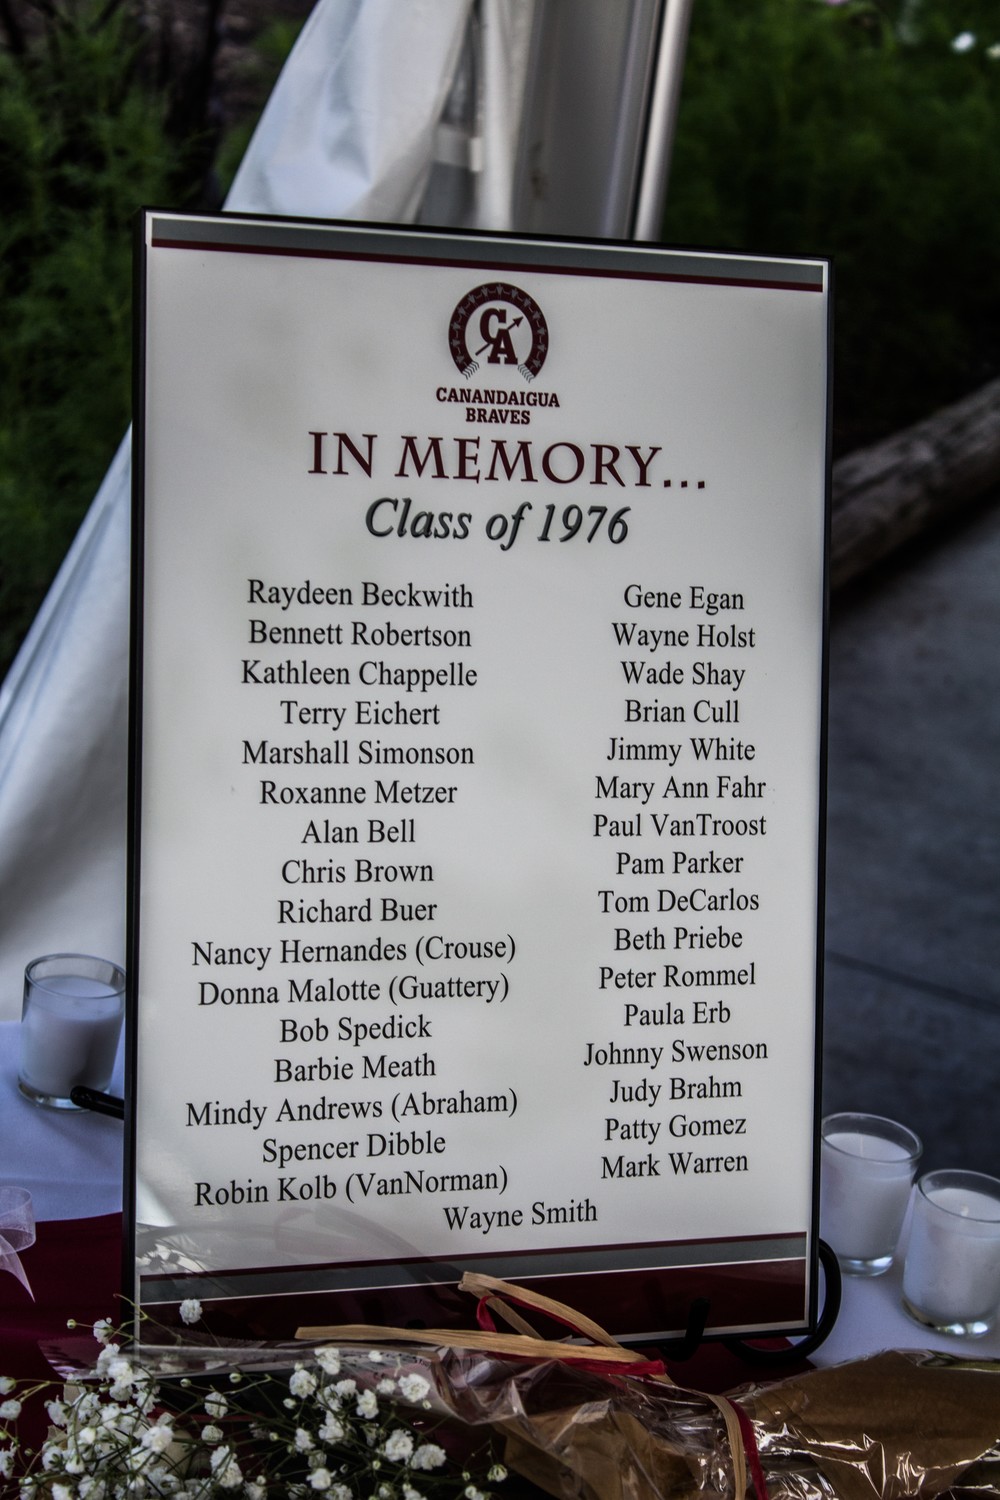 CA
CANANDAIGUA
BRAVES
IN MEMORY...
Class of 1976
Raydeen Beckwith
Bennett Robertson
Kathleen Chappelle
Terry Eichert
Marshall Simonson
Roxanne Metzer
Alan Bell
Chris Brown
Richard Buer
Nancy Hernandes (Crouse)
Donna Malotte (Guattery)
Bob Spedick
Barbie Meath
Mindy Andrews (Abraham)
Spencer Dibble
Robin Kolb (VanNorman)
Gene Egan
Wayne Holst
Wade Shay
Brian Cull
Jimmy White
Mary Ann Fahr
Paul VanTroost
Pam Parker
Tom DeCarlos
Beth Priebe
Peter Rommel
Paula Erb
Johnny Swenson
Judy Brahm
Patty Gomez
Mark Warren
Wayne Smith